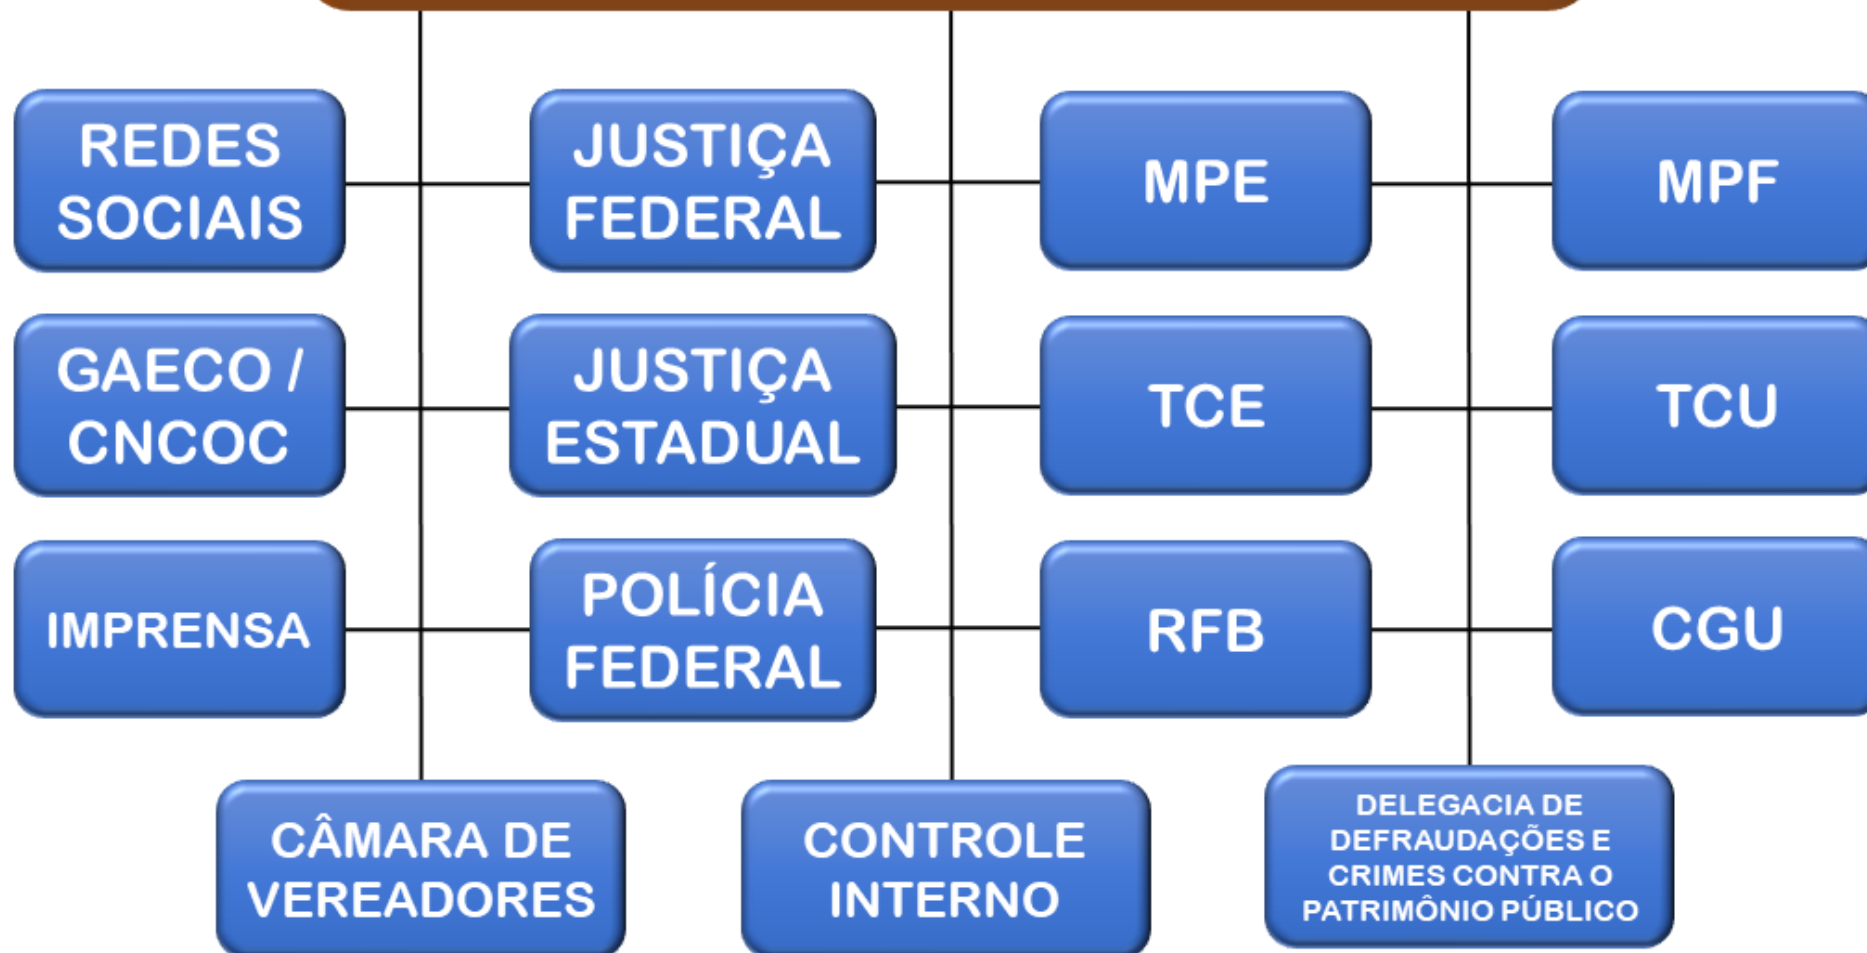 REDES
SOCIAIS
JUSTIÇA
FEDERAL
MPE
MPF
GAECO /
CNCOC
JUSTIÇA
ESTADUAL
TCE
TCU
IMPRENSA
POLÍCIA
FEDERAL
RFB
CGU
CÂMARA DE
VEREADORES
CONTROLE
INTERNO
DELEGACIA DE
DEFRAUDAÇÕES E
CRIMES CONTRA O
PATRIMÔNIO PÚBLICO